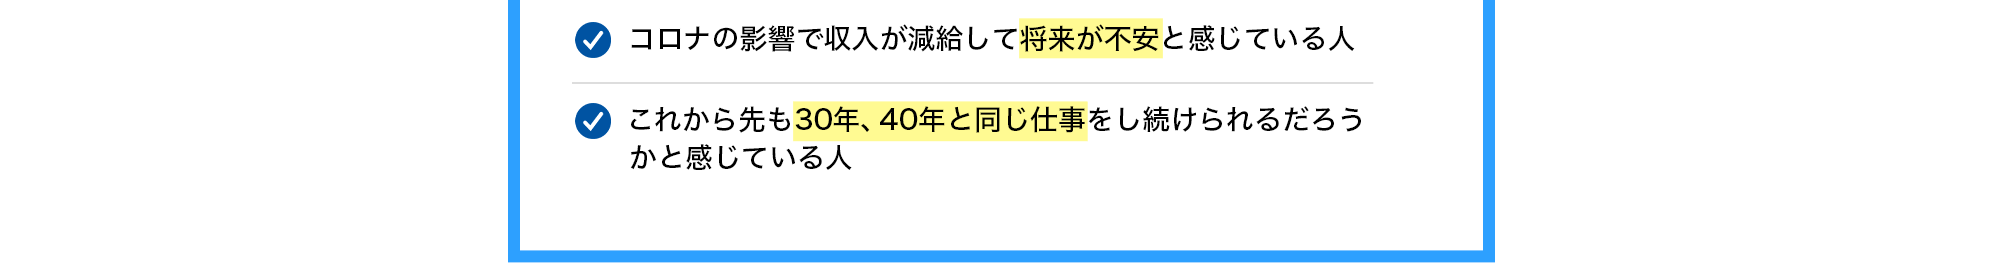 コロナの影響で収入が減給して将来が不安と感じている人
これから先も30年、40年と同じ仕事をし続けられるだろう
かと感じている人